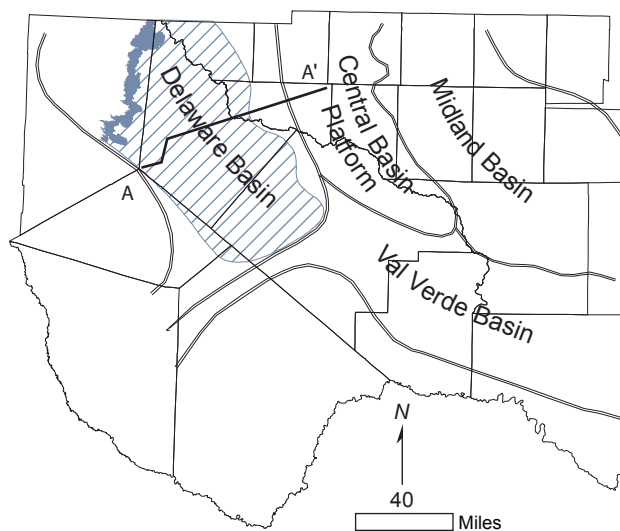 A'
Delaware Basin
Central Basin
Platform
Midland Basin
A
Val Verde Basin
N
40
Miles